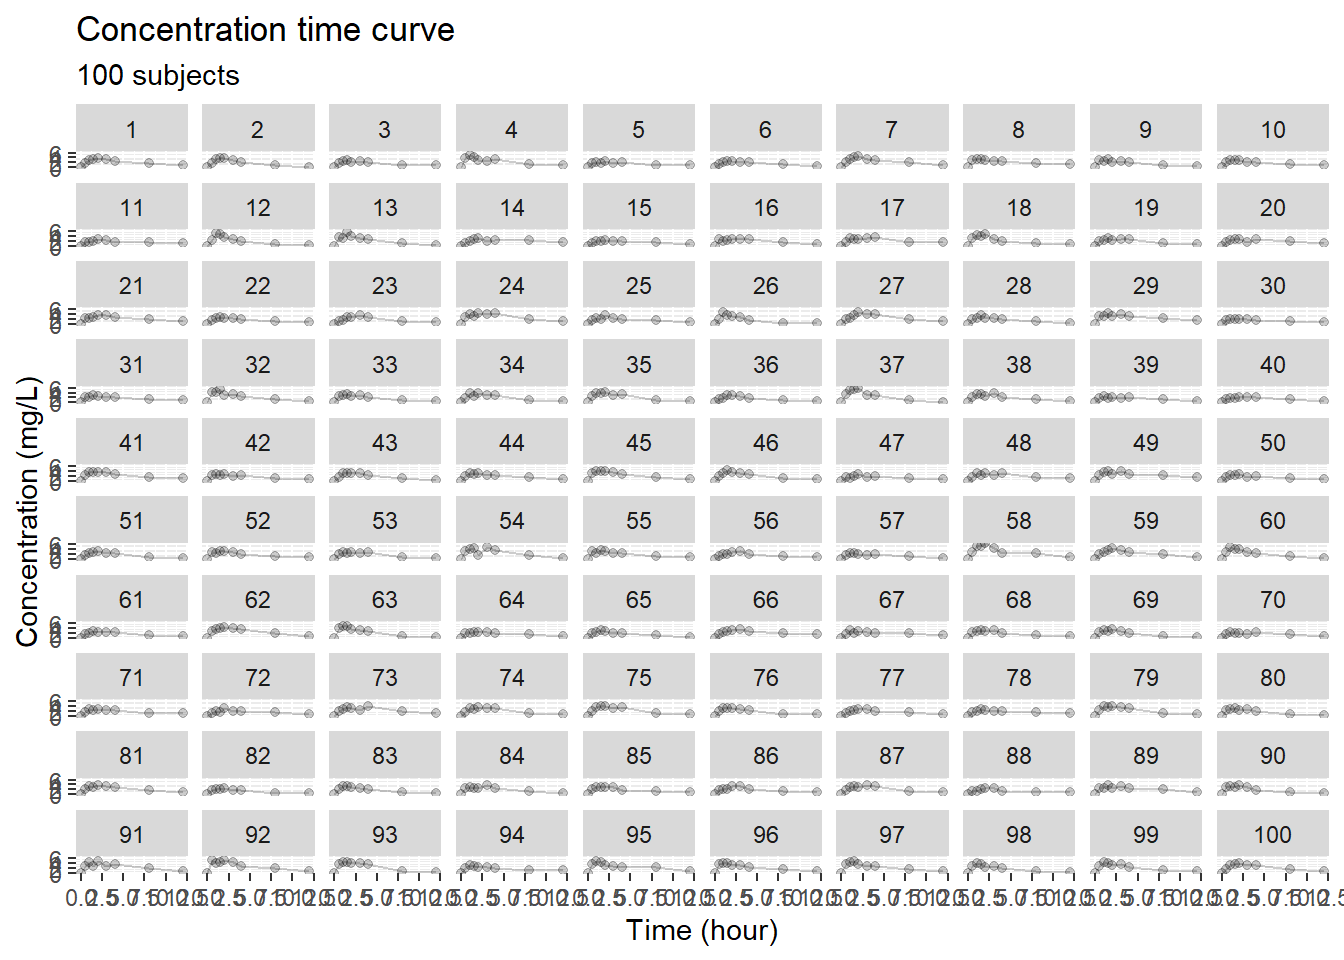 Concentration time curve
100 subjects
1 2 3 4 5 6 7 8 9 10
11 12 13 14 15 16 17 18 19 20
21 22 23 24 25 26 27 28 29 30
31 32 33 34 35 36 37 38 39 40
41 42 43 44 45 46 47 48 49 50
51 52 53 54 55 56 57 58 59 60
61 62 63 64 65 66 67 68 69 70
71 72 73 74 75 76 77 78 79 80
81 82 83 84 85 86 87 88 89 90
91 92 93 94 95 96 97 98 99 100
Concentration (mg/L)
Time (hour)